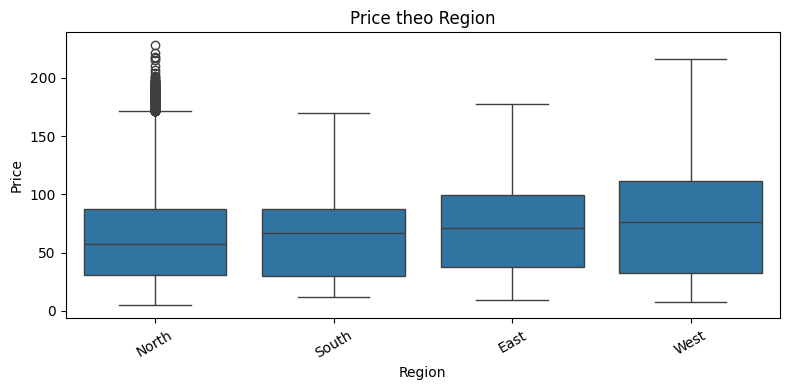 Price theo Region
200
150
100
50
0
Price
North
South
East
West
Region